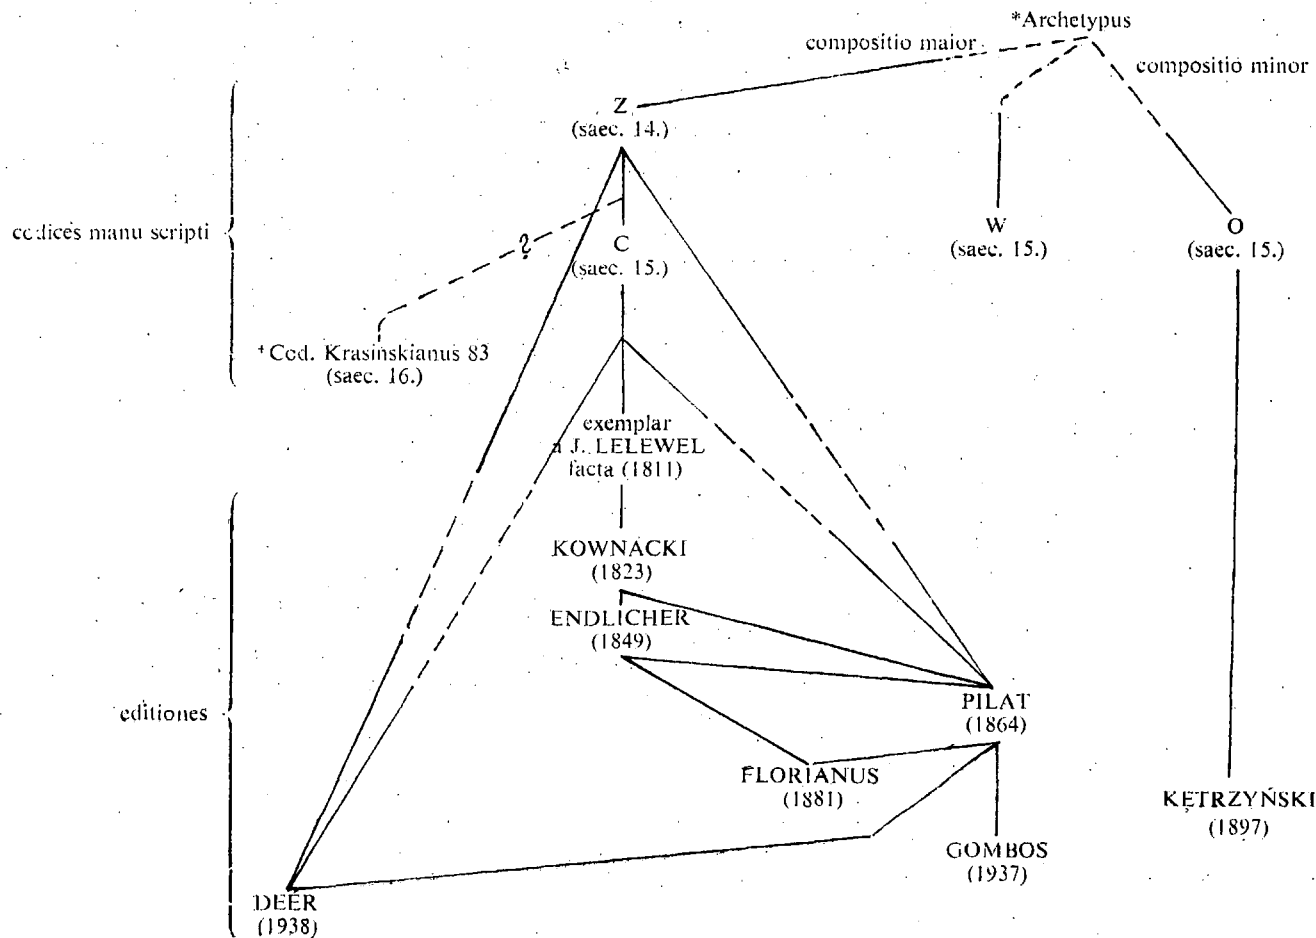 *Archetypus
compositio maior
compositio minor
Z
(saec. 14.)
codices manu scripti
?
C
(saec. 15.)
W
(saec. 15.)
O
(saec. 15.)
+Cod. Krasinskianus 83
(saec. 16.)
exemplar
a J. LELEWEL
facta (1811)
KOWNACKI
(1823)
ENDLICHER
(1849)
editiones
PILAT
(1864)
FLORIANUS
(1881)
KĘTRZYŃSKI
(1897)
GOMBOS
(1937)
DEÉR
(1938)